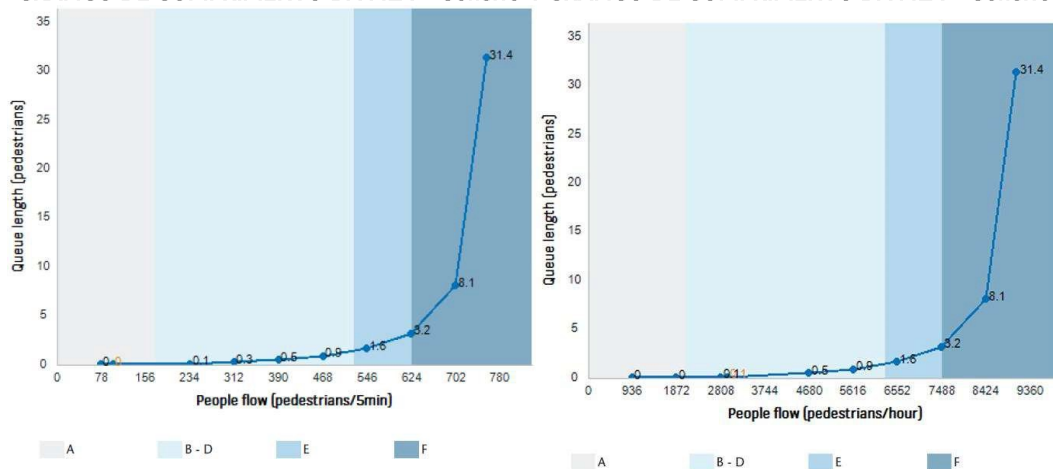 35
30
25
20
15
10
5
0
Queue length (pedestrians)
0 0 0.1 0.3 0.5 0.9 1.6 3.2 8.1 31.4
0 78 156 234 312 390 468 546 624 702 780
People flow (pedestrians/5min)
A B - D E F
35
30
25
20
15
10
5
0
Queue length (pedestrians)
0 0 0.5 0.9 1.6 3.2 8.1 31.4
0 936 1872 2808 3744 4680 5616 6552 7488 8424 9360
People flow (pedestrians/hour)
A B - D E F